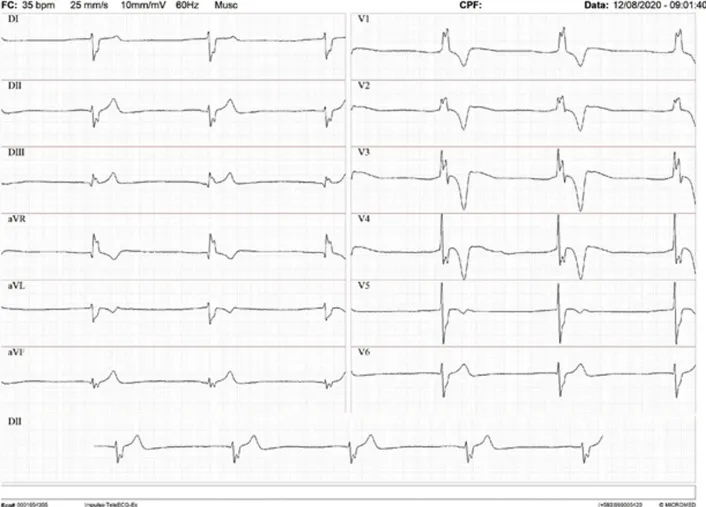 FC: 35 bpm 25 mm/s 10mm/mV 60Hz Musc CPF: Data: 12/08/2020 - 09:01:40
DI V1
DII V2
DIII V3
aVR V4
aVL V5
aVF V6
DII
© MICROMED